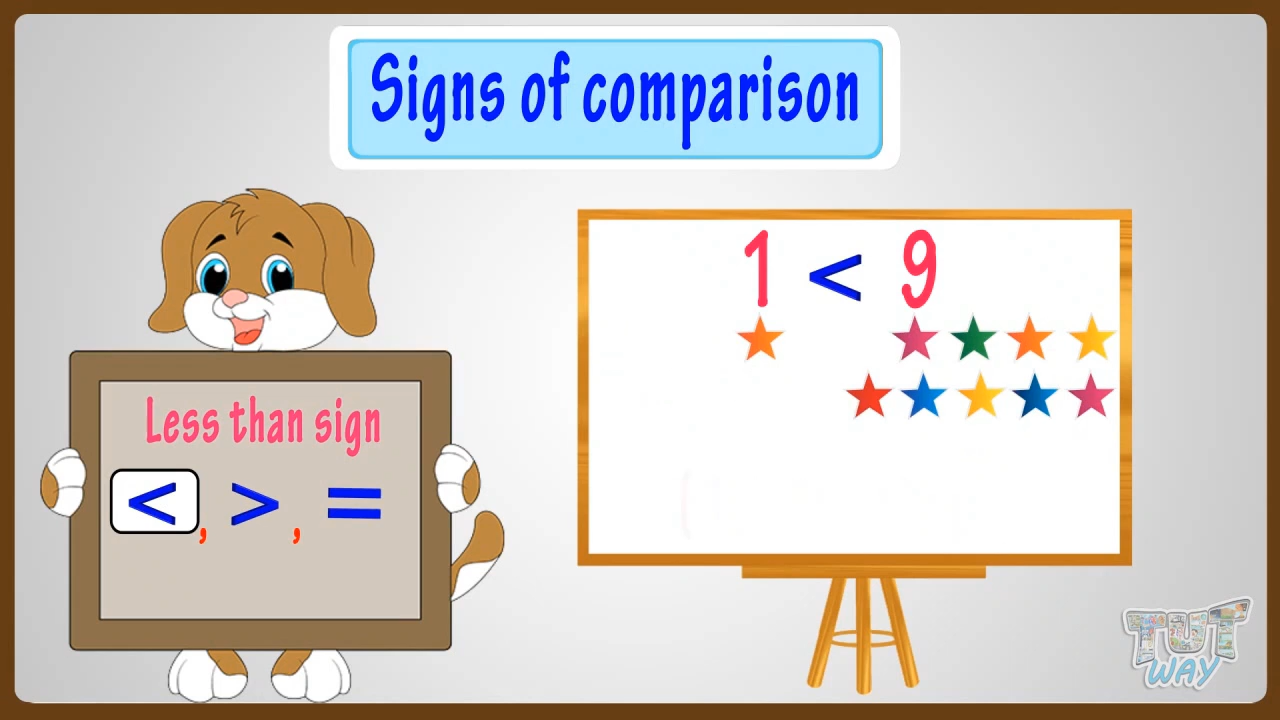 Signs of comparison
1 < 9
Less than sign
< , > , =
TUT
WAY